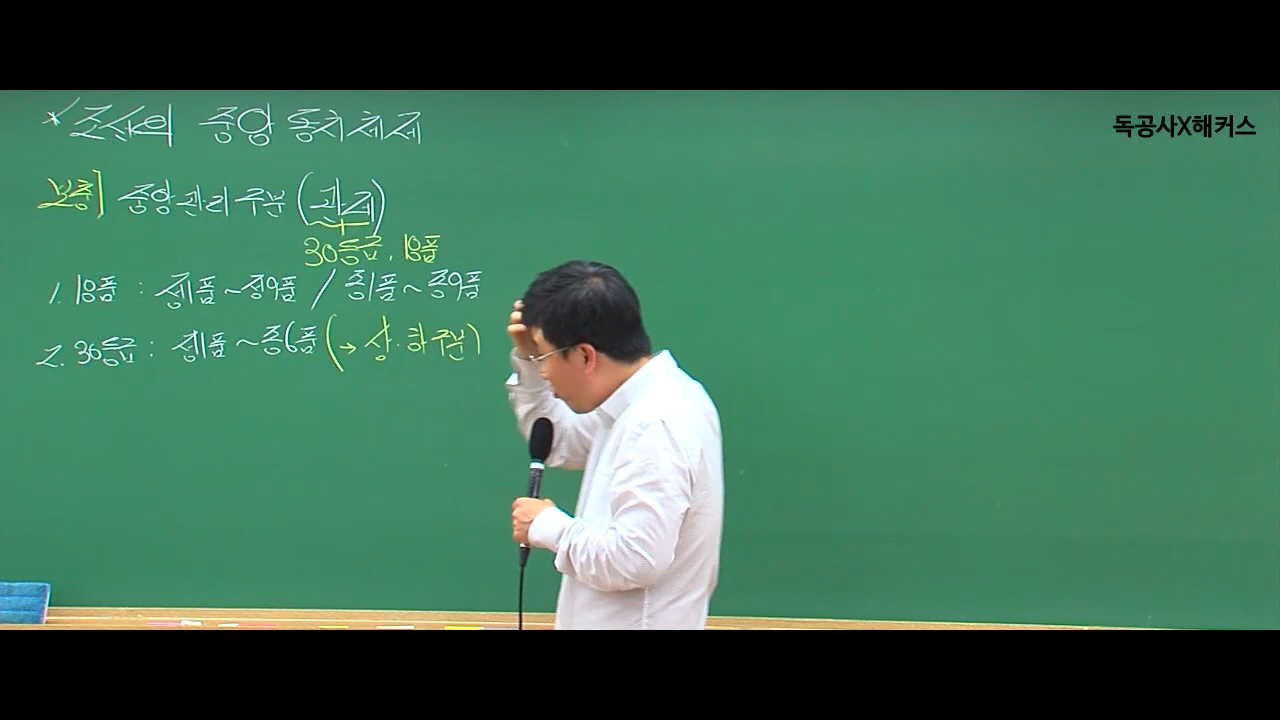 * 조선의 중앙 통치 체제
독공사X해커스
보충] 중앙관리 구분 (관계)
30등급, 18품
1. 18품 : 정1품 ~ 정9품 / 종1품 ~ 종9품
2. 30등급 : 정1품 ~ 종6품 (→ 상·하 구분)